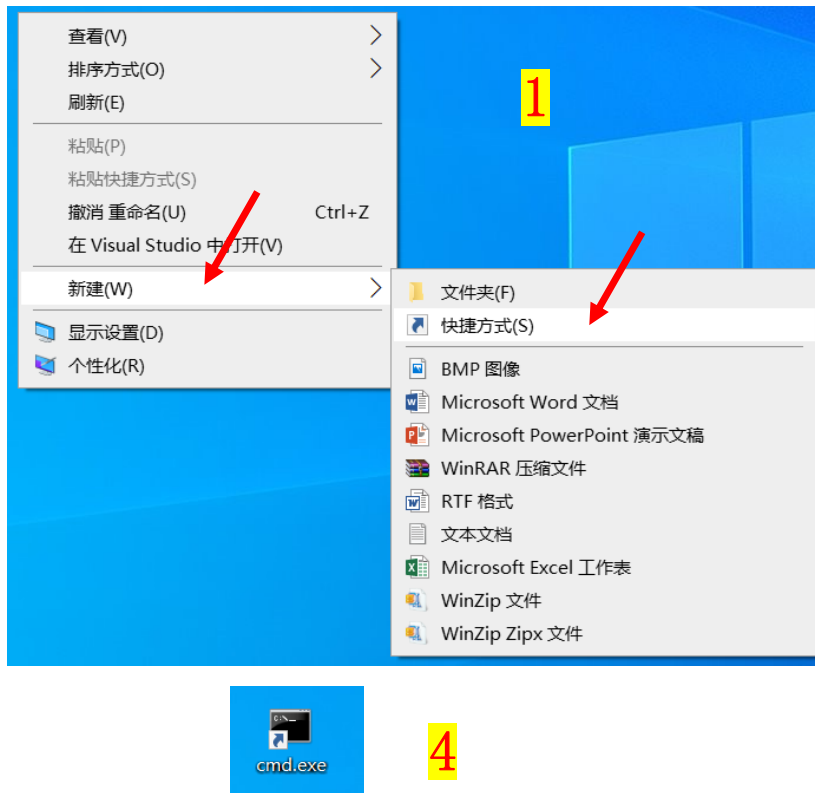 查看(V)
排序方式(O)
刷新(E)
粘贴(P)
粘贴快捷方式(S)
撤消 重命名(U) Ctrl+Z
在 Visual Studio 中打开(V)
新建(W)
显示设置(D)
个性化(R)
1
文件夹(F)
快捷方式(S)
BMP 图像
Microsoft Word 文档
Microsoft PowerPoint 演示文稿
WinRAR 压缩文件
RTF 格式
文本文档
Microsoft Excel 工作表
WinZip 文件
WinZip Zipx 文件
cmd.exe
4